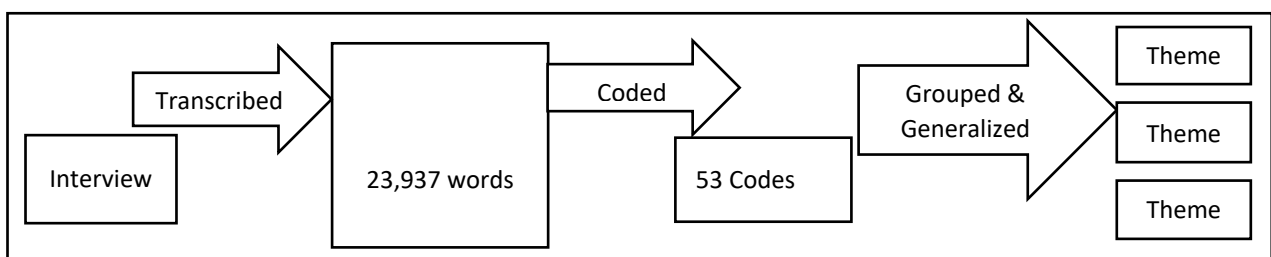 Interview
Transcribed
23,937 words
Coded
53 Codes
Grouped &
Generalized
Theme
Theme
Theme